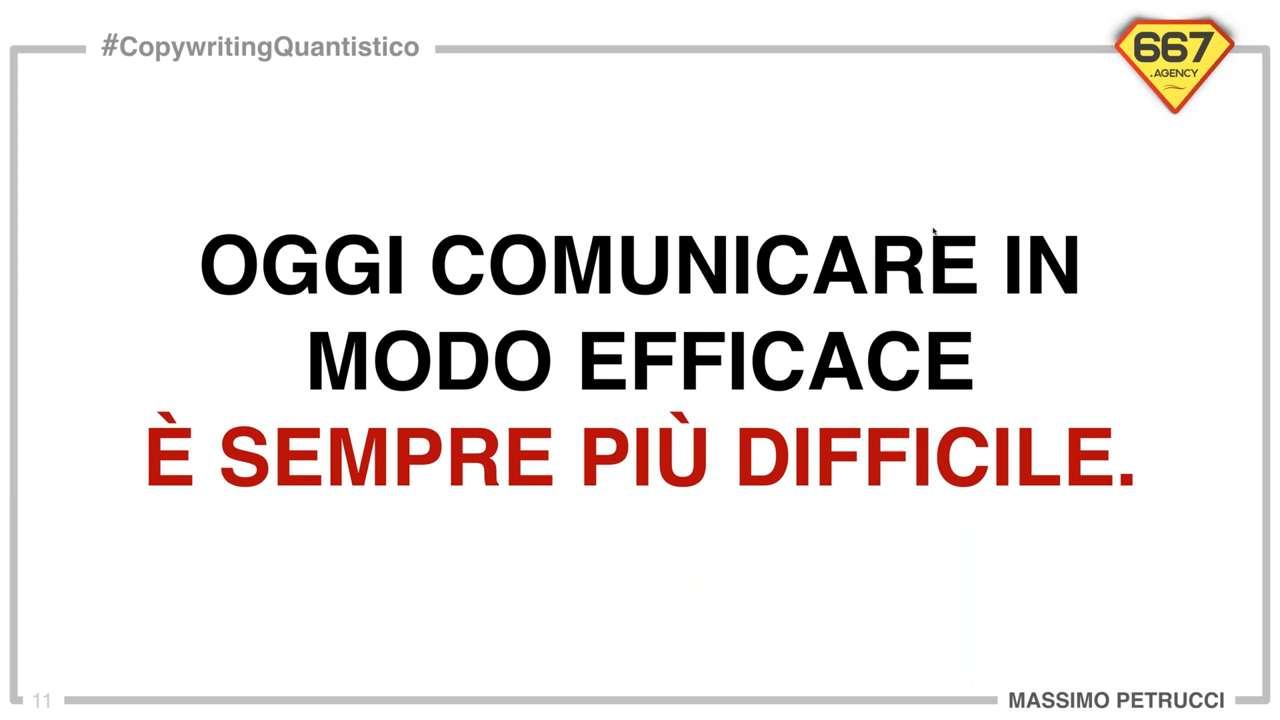 #CopywritingQuantistico
667
.AGENCY
OGGI COMUNICARE IN
MODO EFFICACE
È SEMPRE PIÙ DIFFICILE.
11
MASSIMO PETRUCCI